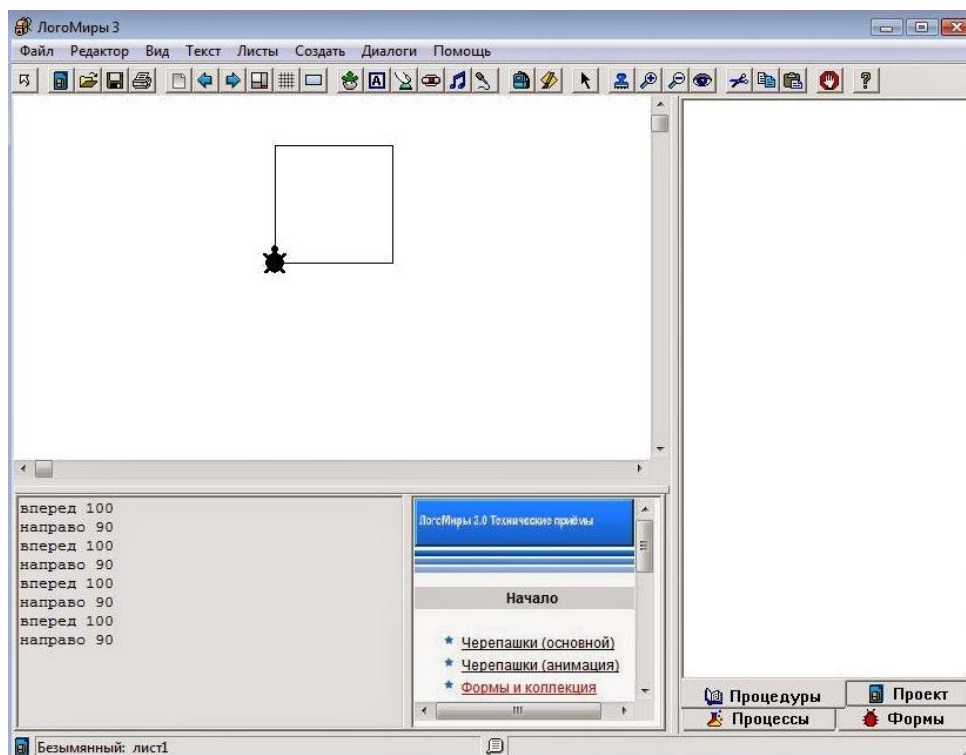 ЛогоМиры 3
Файл Редактор Вид Текст Листы Создать Диалоги Помощь
вперед 100
направо 90
вперед 100
направо 90
вперед 100
направо 90
вперед 100
направо 90
ЛогоМиры 3.0 Технические приёмы
Начало
Черепашки (основной)
Черепашки (анимация)
Формы и коллекция
Процедуры Проект
Процессы Формы
Безымянный: лист1